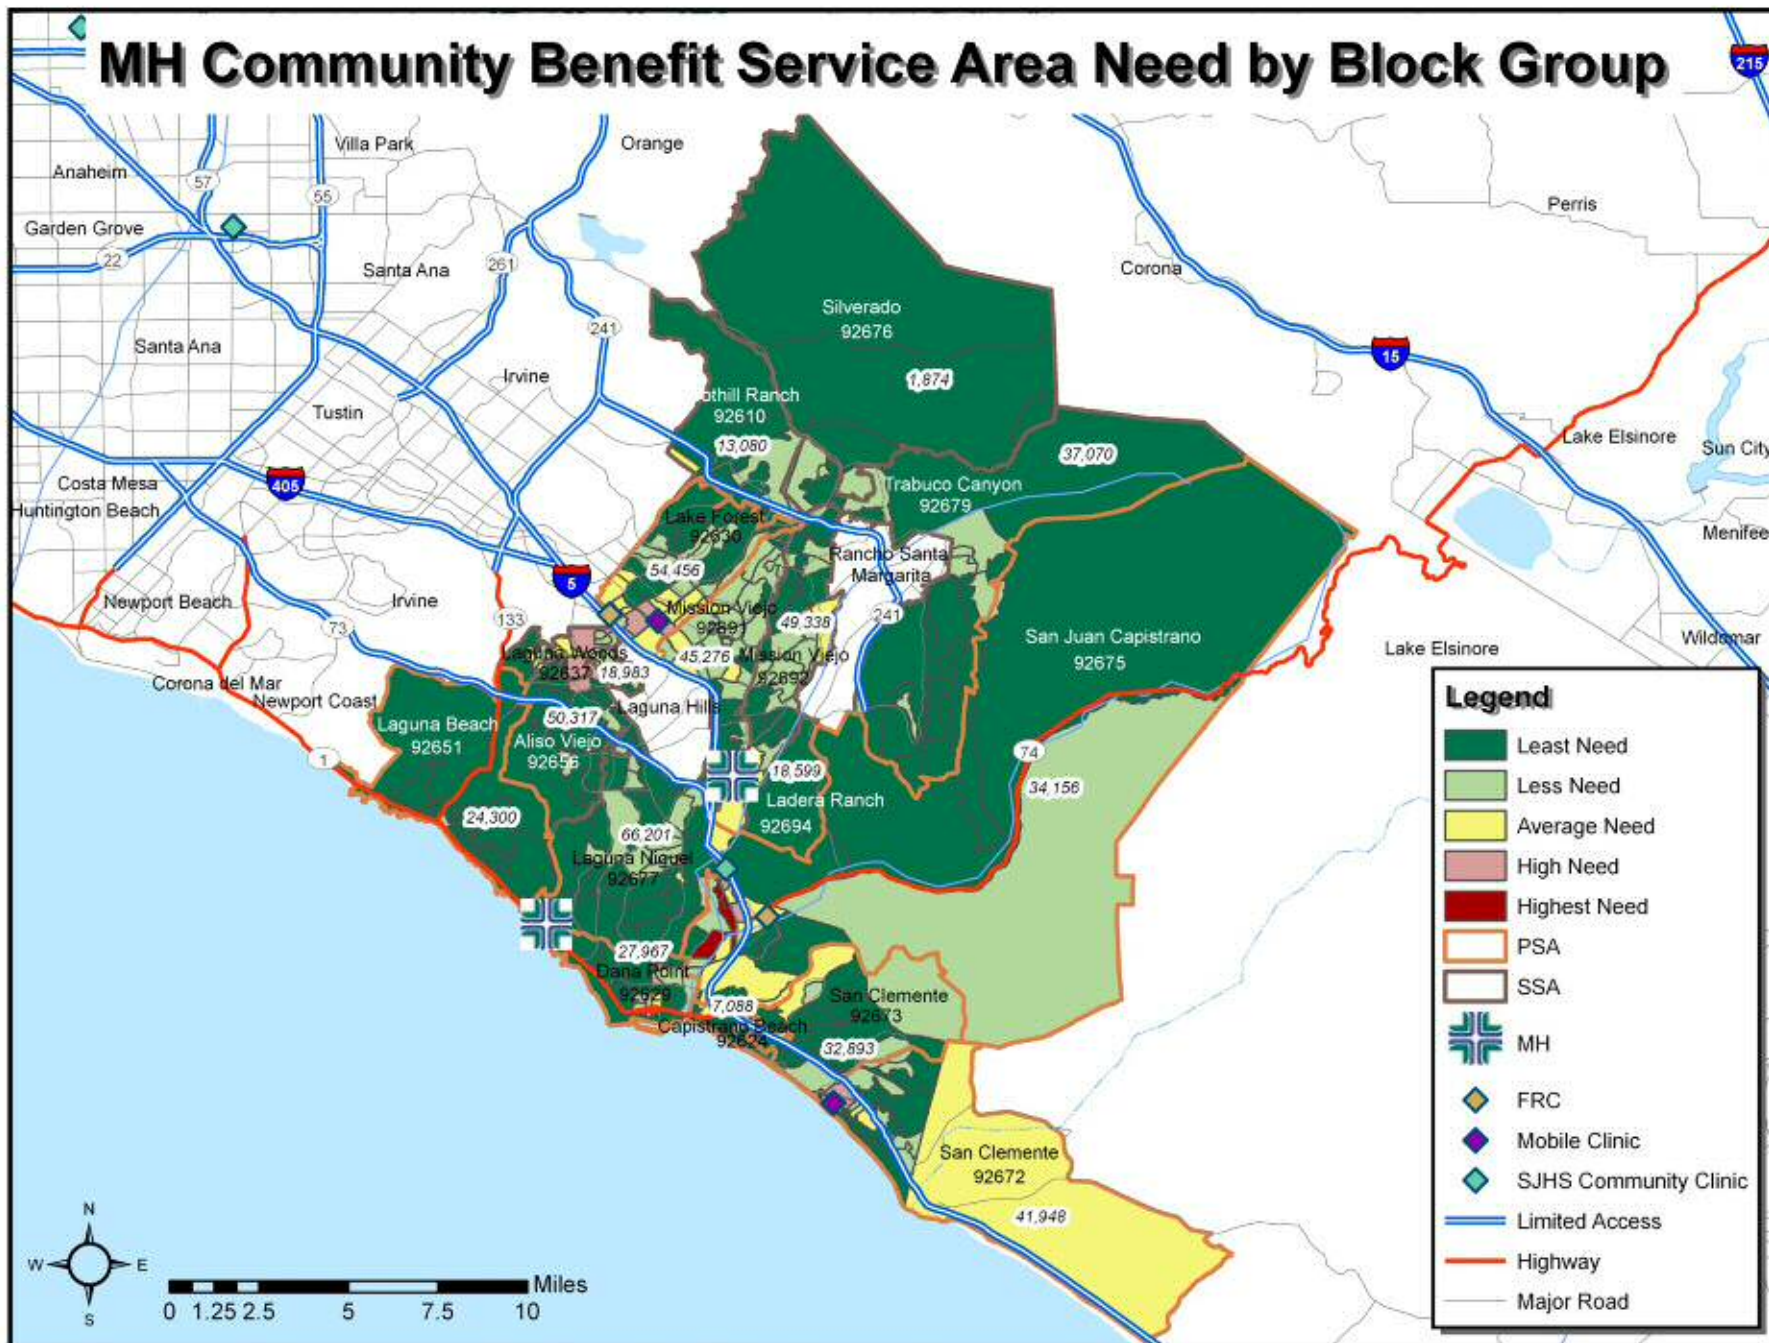 MH Community Benefit Service Area Need by Block Group
215
Villa Park
Orange
Anaheim
57
55
Perris
Garden Grove
22
Santa Ana
261
Corona
241
Silverado
92676
Santa Ana
15
Irvine
1,874
othill Ranch
92610
Tustin
13,080
37,070
Lake Elsinore
Sun City
Costa Mesa
405
Trabuco Canyon
92679
Huntington Beach
Lake Forest
92630
Menifee
Rancho Santa
Margarita
54,456
5
Newport Beach
Irvine
Mission Viejo
92691
49,338
241
133
73
San Juan Capistrano
92675
Wildomar
Lake Elsinore
Laguna Woods
92637
18,983
45,276
Mission Viejo
92692
Corona del Mar
Newport Coast
Laguna Hills
50,317
Laguna Beach
92651
Aliso Viejo
92656
1
74
18,599
34,156
Ladera Ranch
92694
24,300
66,201
Laguna Niguel
92677
27,967
Dana Point
92629
7,088
San Clemente
92673
Capistrano Beach
92624
32,893
San Clemente
92672
41,948
Legend
Least Need
Less Need
Average Need
High Need
Highest Need
PSA
SSA
MH
FRC
Mobile Clinic
SJHS Community Clinic
Limited Access
Highway
Major Road
N
W
E
S
Miles
0 1.25 2.5 5 7.5 10